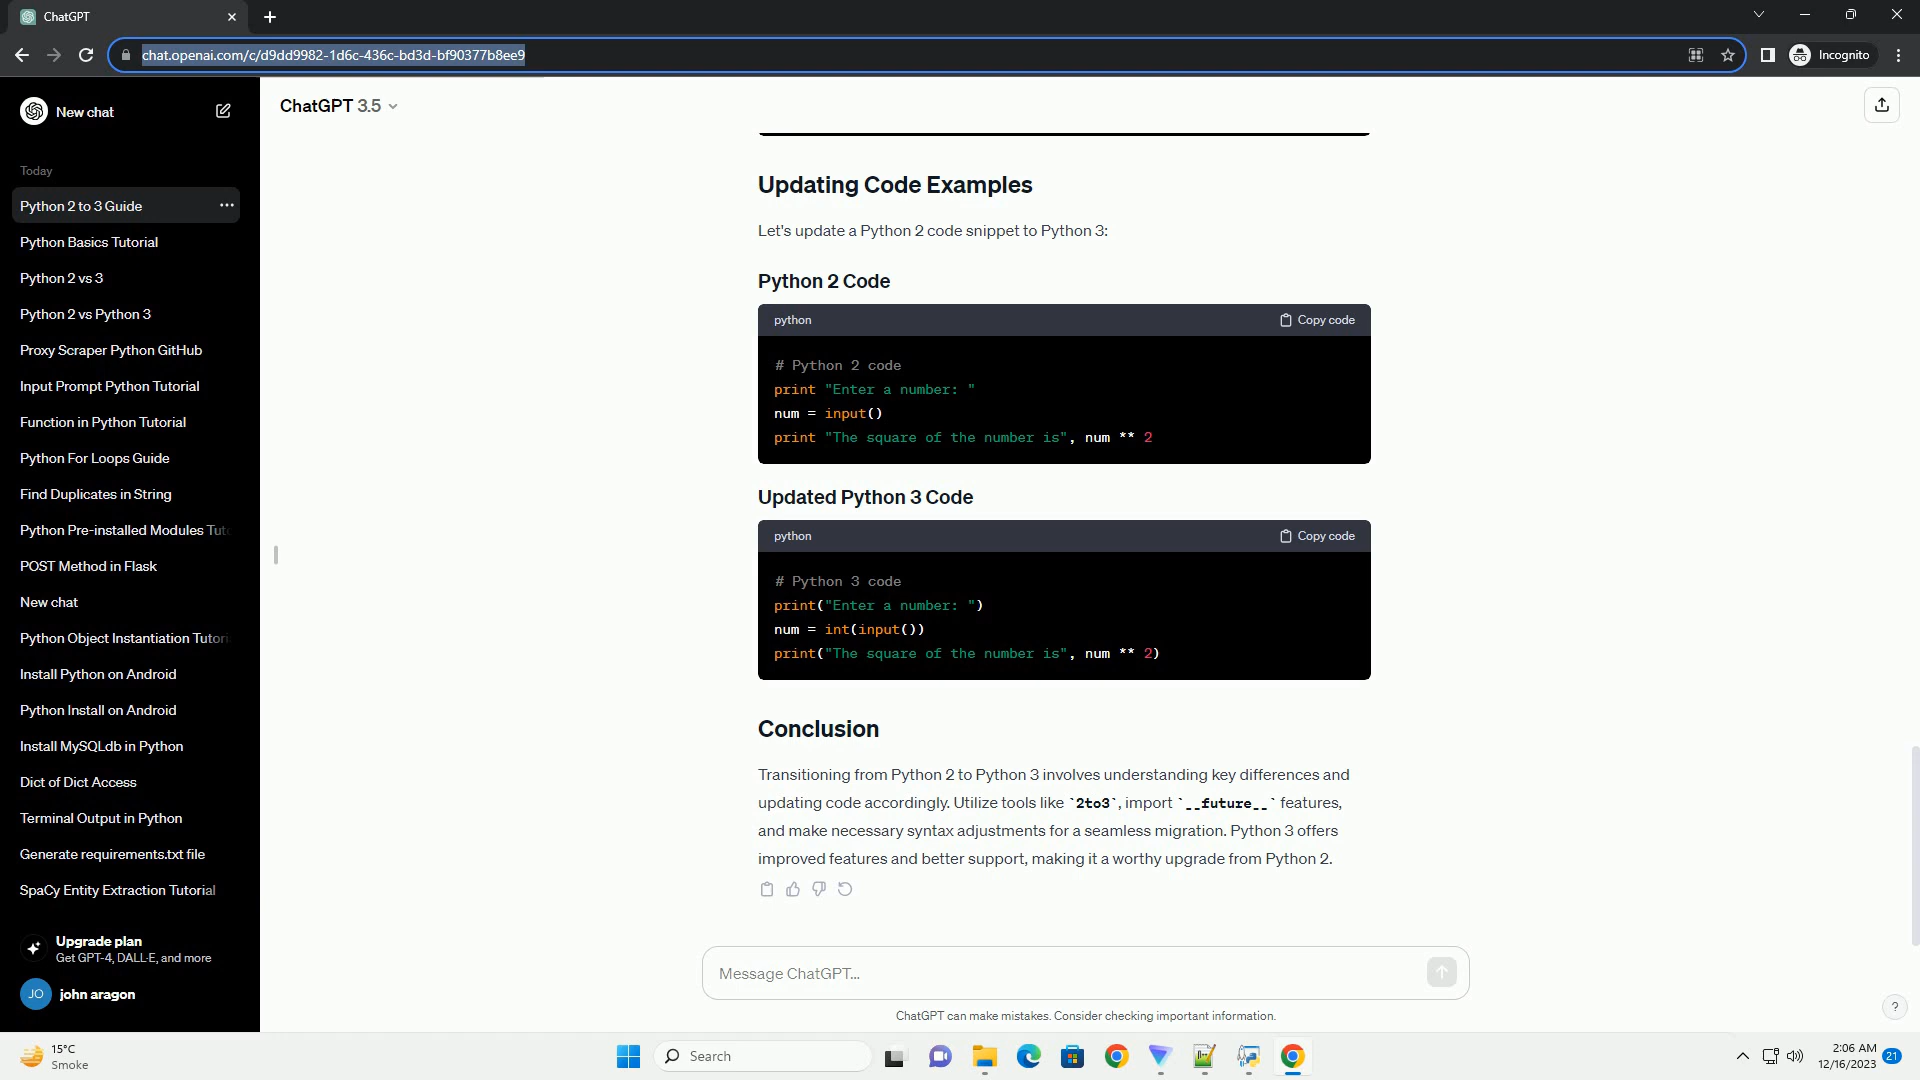 ChatGPT
chat.openai.com/c/d9dd9982-1d6c-436c-bd3d-bf90377b8ee9
Incognito
New chat
ChatGPT 3.5
Today
Python 2 to 3 Guide
Python Basics Tutorial
Python 2 vs 3
Python 2 vs Python 3
Proxy Scraper Python GitHub
Input Prompt Python Tutorial
Function in Python Tutorial
Python For Loops Guide
Find Duplicates in String
Python Pre-installed Modules Tut
POST Method in Flask
New chat
Python Object Instantiation Tutori
Install Python on Android
Python Install on Android
Install MySQLdb in Python
Dict of Dict Access
Terminal Output in Python
Generate requirements.txt file
SpaCy Entity Extraction Tutorial
Upgrade plan
Get GPT-4, DALL·E, and more
JO john aragon
Updating Code Examples
Let's update a Python 2 code snippet to Python 3:
Python 2 Code
python Copy code
# Python 2 code
print "Enter a number: "
num = input()
print "The square of the number is", num ** 2
Updated Python 3 Code
python Copy code
# Python 3 code
print("Enter a number: ")
num = int(input())
print("The square of the number is", num ** 2)
Conclusion
Transitioning from Python 2 to Python 3 involves understanding key differences and
updating code accordingly. Utilize tools like `2to3`, import `__future__` features,
and make necessary syntax adjustments for a seamless migration. Python 3 offers
improved features and better support, making it a worthy upgrade from Python 2.
Message ChatGPT...
ChatGPT can make mistakes. Consider checking important information.
?
15°C
Smoke
Search
2:06 AM
12/16/2023
21